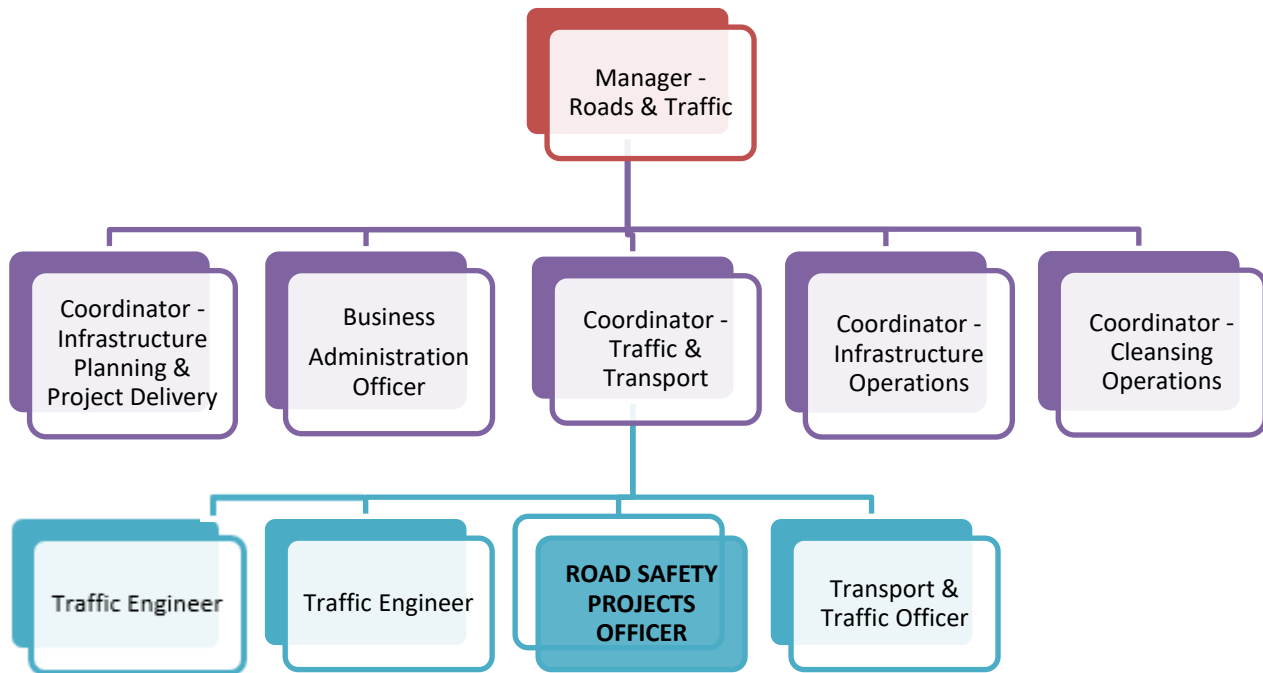 Manager -
Roads & Traffic
Coordinator -
Infrastructure
Planning &
Project Delivery
Business
Administration
Officer
Coordinator -
Traffic &
Transport
Coordinator -
Infrastructure
Operations
Coordinator -
Cleansing
Operations
Traffic Engineer
Traffic Engineer
ROAD SAFETY
PROJECTS
OFFICER
Transport &
Traffic Officer